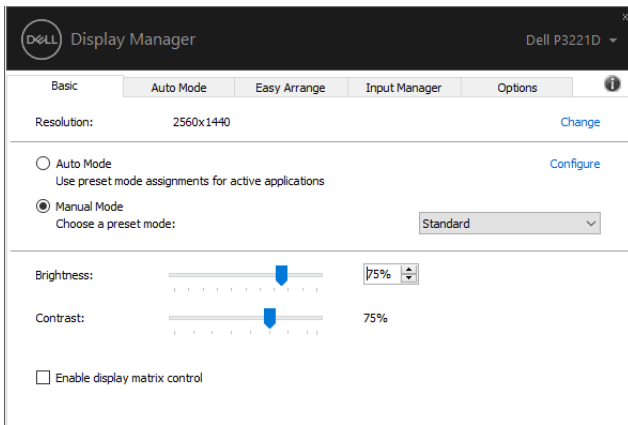 DELL Display Manager Dell P3221D
x
Basic Auto Mode Easy Arrange Input Manager Options i
Resolution: 2560x1440 Change
Auto Mode Configure
Use preset mode assignments for active applications
Manual Mode
Choose a preset mode: Standard
Brightness: 75%
Contrast: 75%
Enable display matrix control